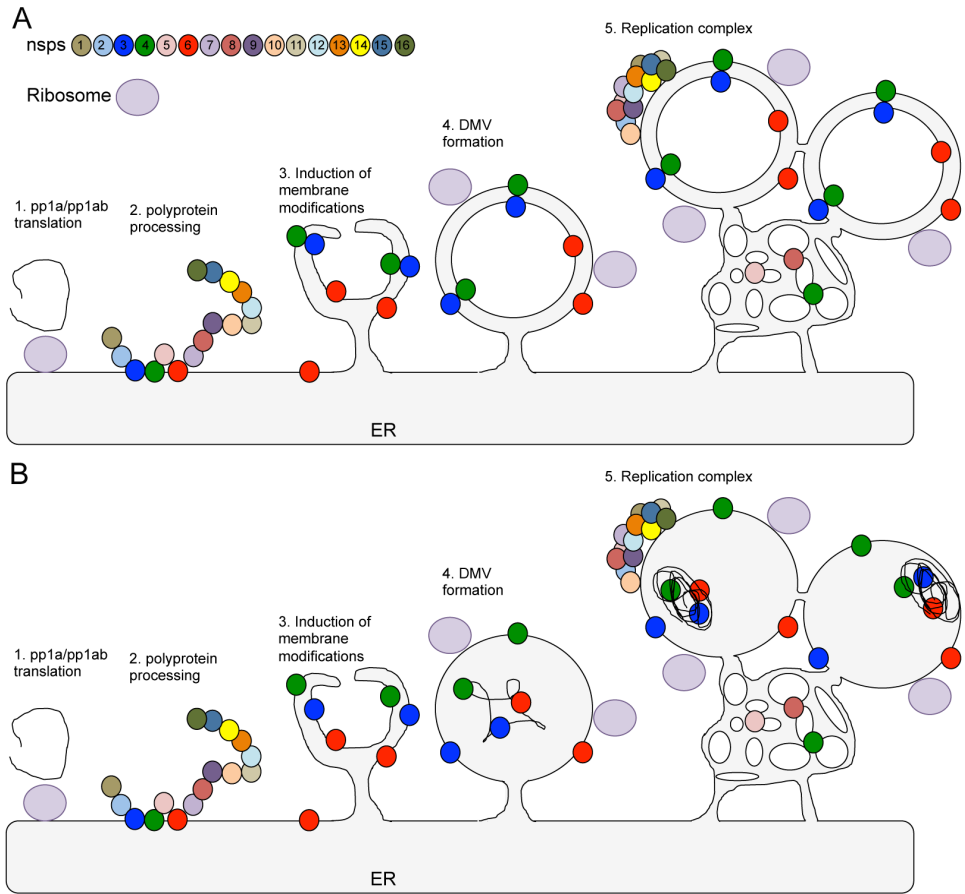 A
nsps 1 2 3 4 5 6 7 8 9 10 11 12 13 14 15 16
Ribosome
5. Replication complex
4. DMV
formation
3. Induction of
membrane
modifications
1. pp1a/pp1ab
translation
2. polyprotein
processing
ER
B
5. Replication complex
4. DMV
formation
3. Induction of
membrane
modifications
1. pp1a/pp1ab
translation
2. polyprotein
processing
ER